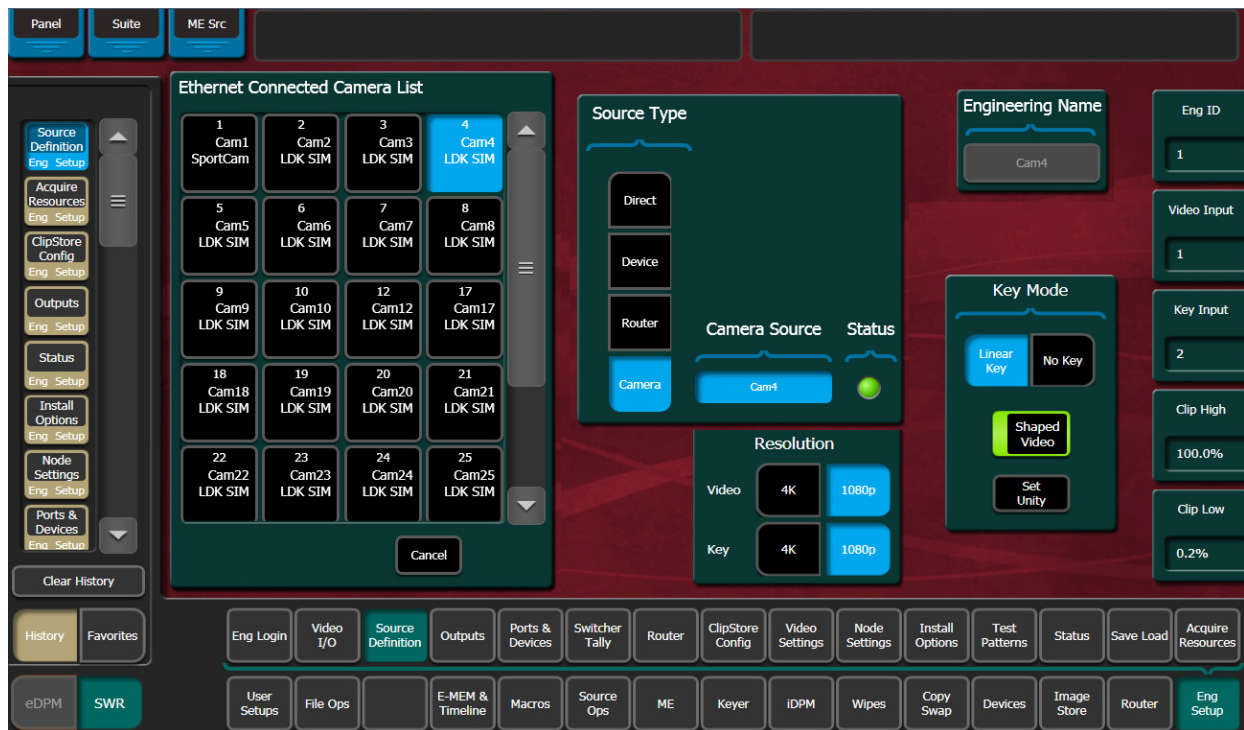 Panel
Suite
ME Src
Source
Definition
Eng Setup
Acquire
Resources
Eng Setup
ClipStore
Config
Eng Setup
Outputs
Eng Setup
Status
Eng Setup
Install
Options
Eng Setup
Node
Settings
Eng Setup
Ports &
Devices
Eng Setup
Clear History
History
Favorites
eDPM
SWR
Ethernet Connected Camera List
1
Cam1
SportCam
2
Cam2
LDK SIM
3
Cam3
LDK SIM
4
Cam4
LDK SIM
5
Cam5
LDK SIM
6
Cam6
LDK SIM
7
Cam7
LDK SIM
8
Cam8
LDK SIM
9
Cam9
LDK SIM
10
Cam10
LDK SIM
12
Cam12
LDK SIM
17
Cam17
LDK SIM
18
Cam18
LDK SIM
19
Cam19
LDK SIM
20
Cam20
LDK SIM
21
Cam21
LDK SIM
22
Cam22
LDK SIM
23
Cam23
LDK SIM
24
Cam24
LDK SIM
25
Cam25
LDK SIM
Cancel
Source Type
Direct
Device
Router
Camera
Camera Source
Status
Cam4
Resolution
Video
4K
1080p
Key
4K
1080p
Engineering Name
Cam4
Key Mode
Linear
Key
No Key
Shaped
Video
Set
Unity
Eng ID
1
Video Input
1
Key Input
2
Clip High
100.0%
Clip Low
0.2%
Eng Login
Video
I/O
Source
Definition
Outputs
Ports &
Devices
Switcher
Tally
Router
ClipStore
Config
Video
Settings
Node
Settings
Install
Options
Test
Patterns
Status
Save Load
Acquire
Resources
User
Setups
File Ops
E-MEM &
Timeline
Macros
Source
Ops
ME
Keyer
iDPM
Wipes
Copy
Swap
Devices
Image
Store
Router
Eng
Setup